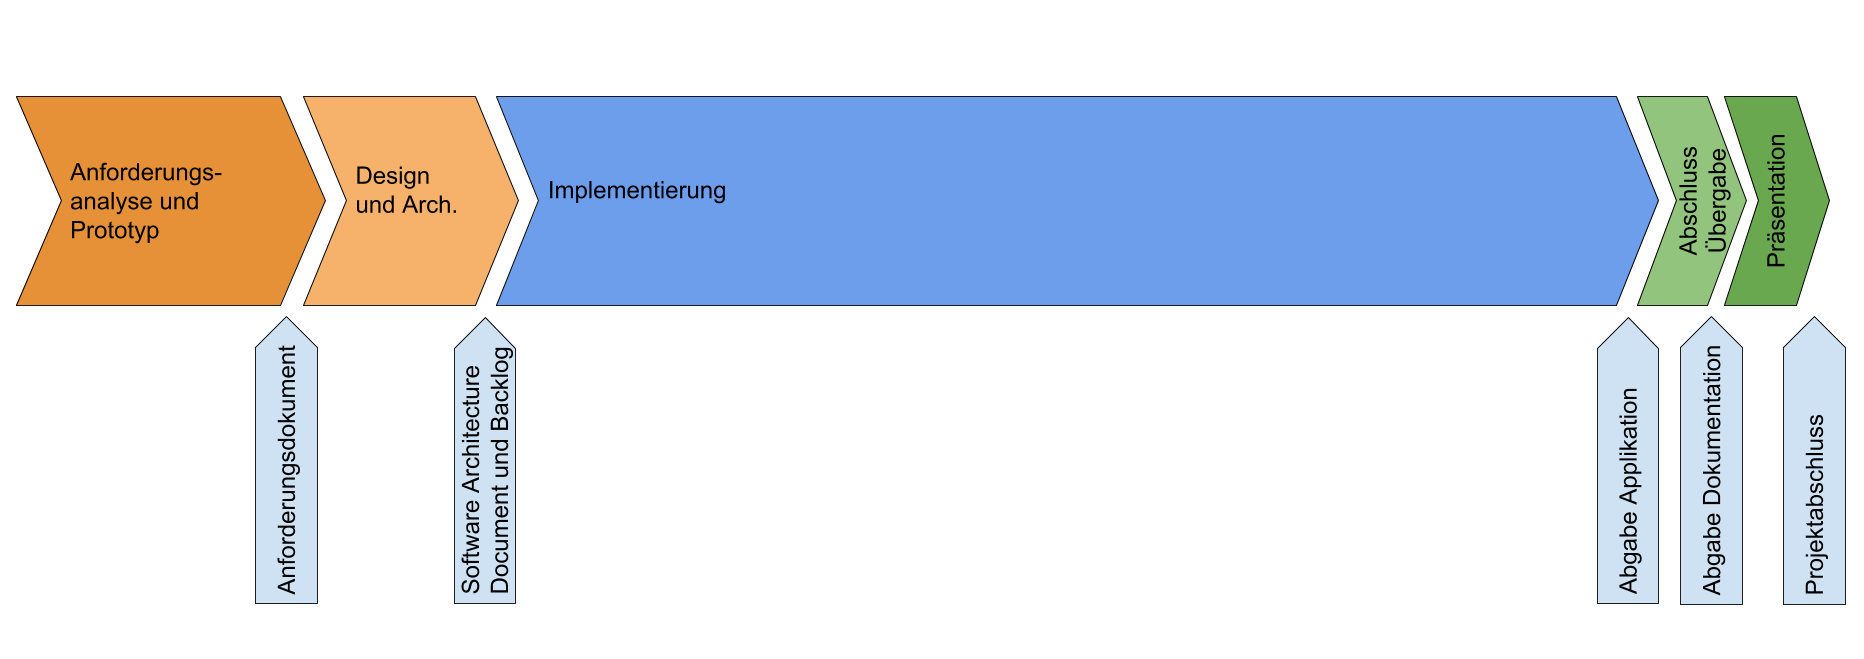 Anforderungs-
analyse und
Prototyp
Design
und Arch.
Implementierung
Abschluss
Übergabe
Präsentation
Anforderungsdokument
Software Architecture
Document und Backlog
Abgabe Applikation
Abgabe Dokumentation
Projektabschluss